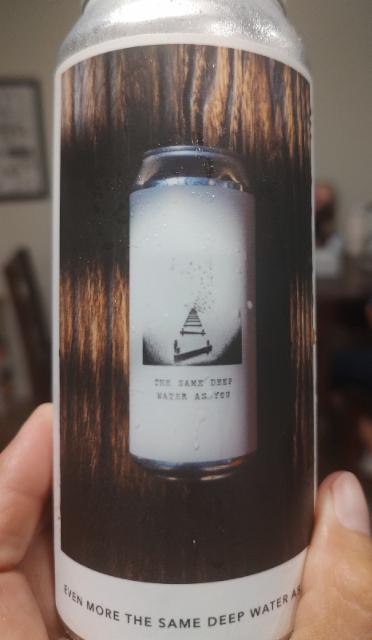 THE SAME DEEP
WATER AS YOU
EVEN MORE THE SAME DEEP WATER AS